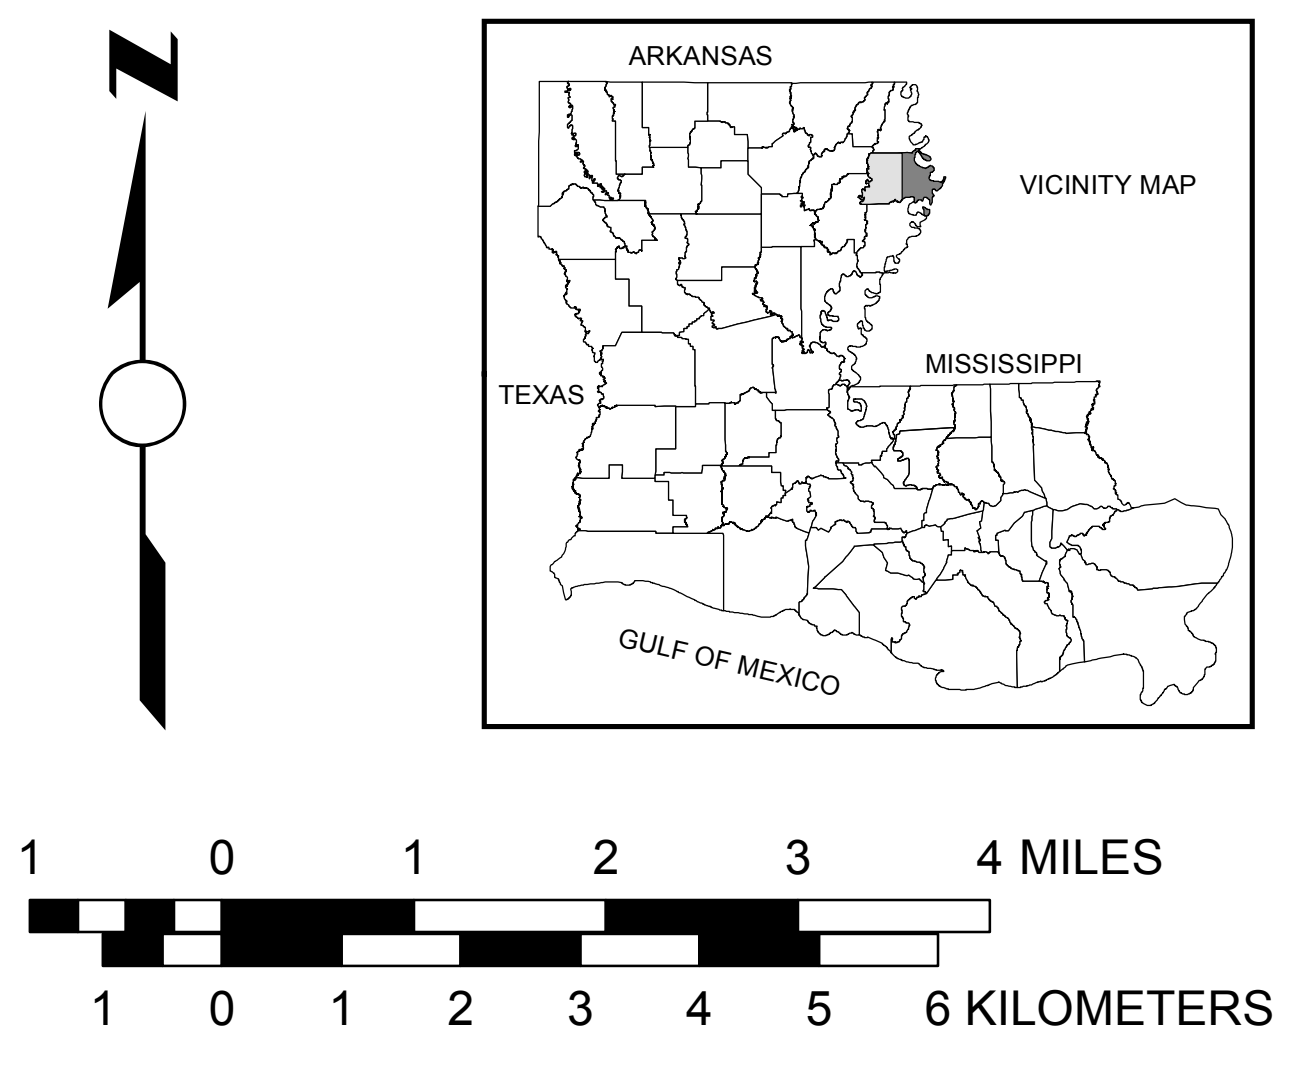 N
ARKANSAS
VICINITY MAP
MISSISSIPPI
TEXAS
GULF OF MEXICO
1 0 1 2 3 4 MILES
1 0 1 2 3 4 5 6 KILOMETERS